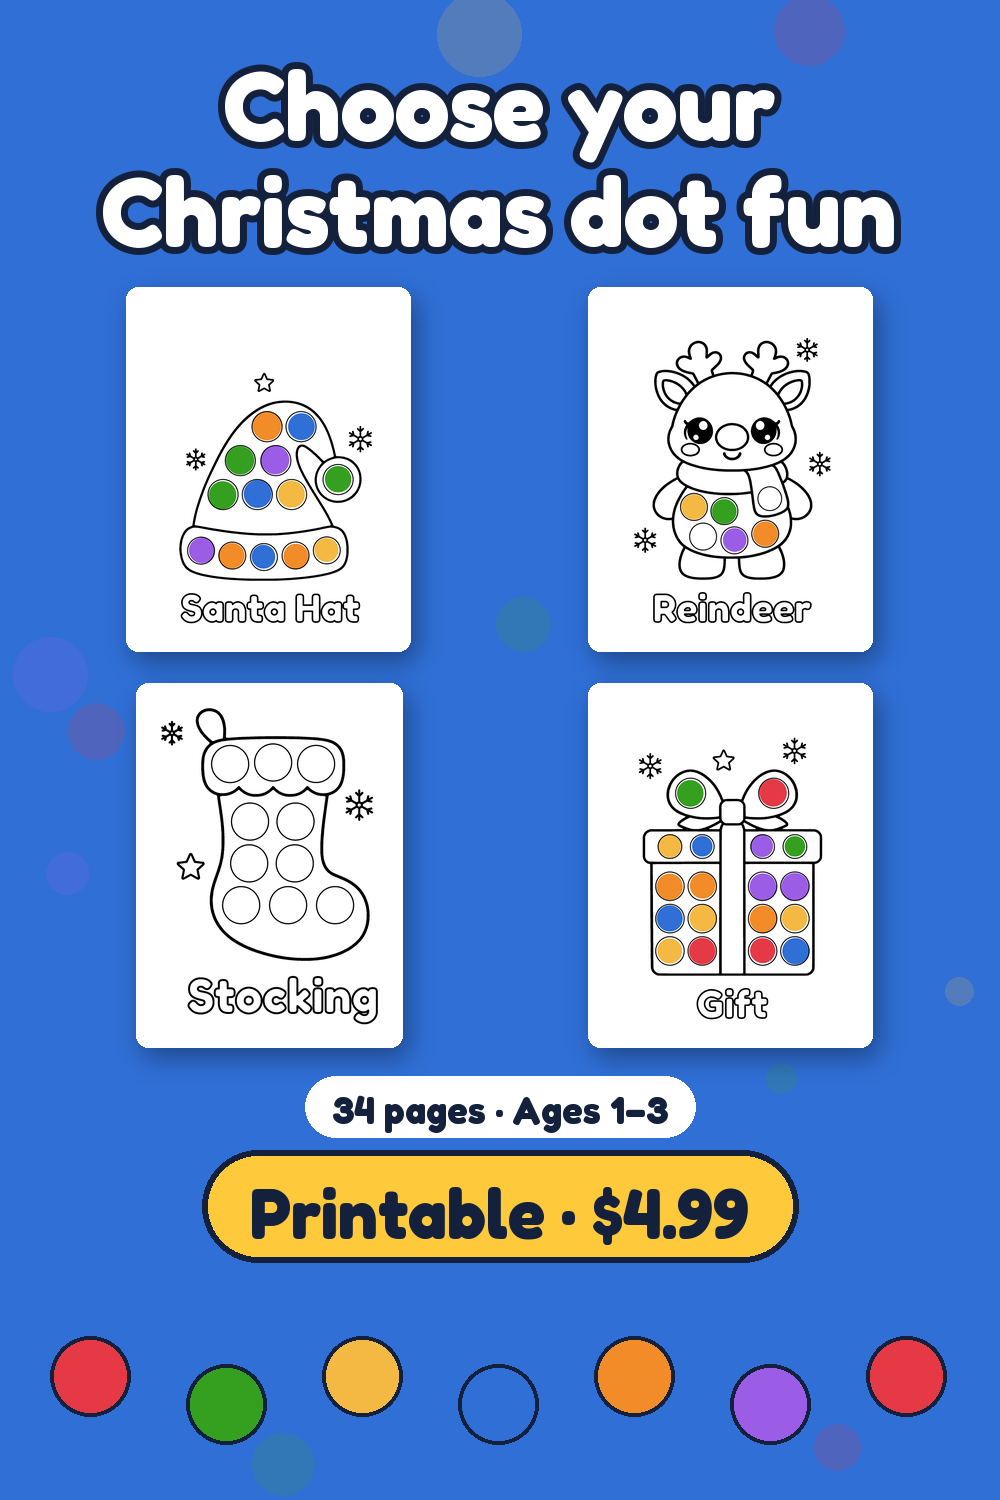 Choose your
Christmas dot fun
Santa Hat
Reindeer
Stocking
Gift
34 pages · Ages 1–3
Printable · $4.99